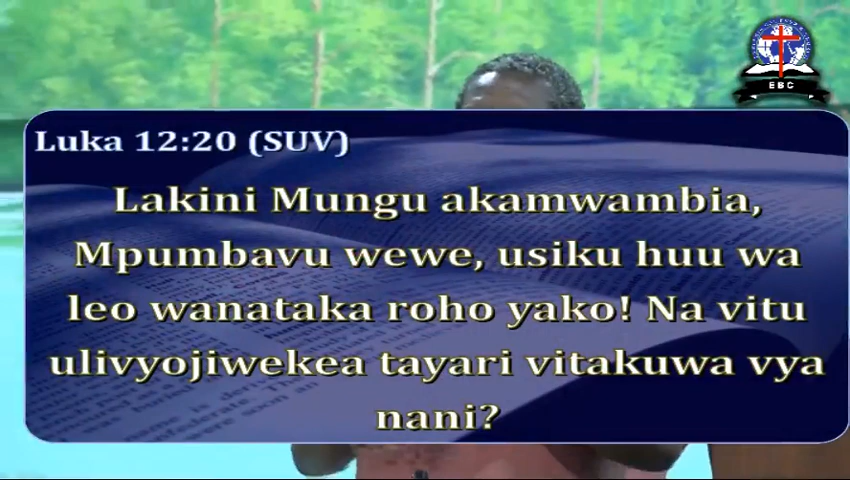 EBC
Luka 12:20 (SUV)
Lakini Mungu akamwambia,
Mpumbavu wewe, usiku huu wa
leo wanataka roho yako! Na vitu
ulivyojiwekea tayari vitakuwa vya
nani?